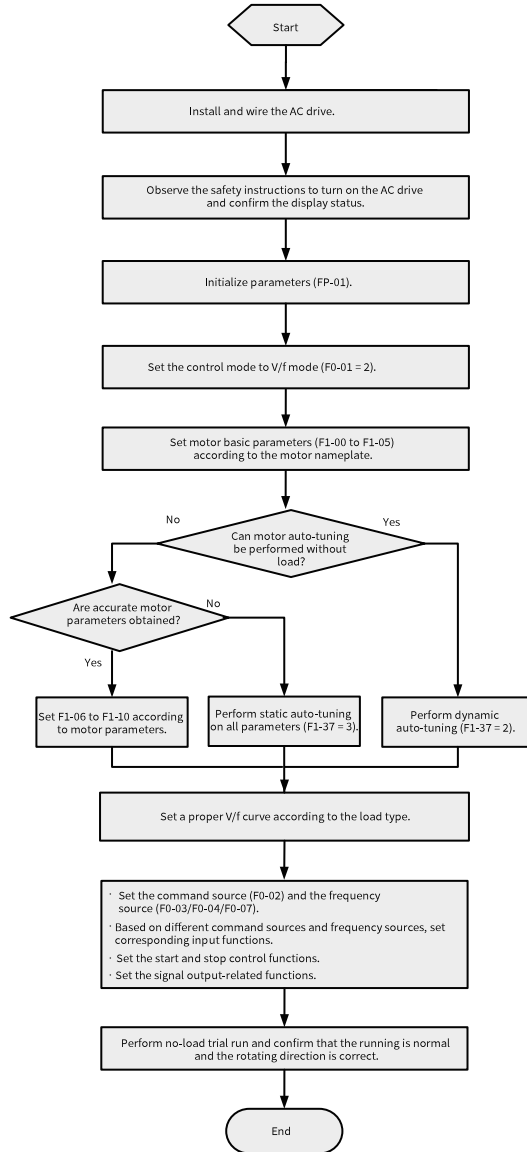 Start
Install and wire the AC drive.
Observe the safety instructions to turn on the AC drive
and confirm the display status.
Initialize parameters (FP-01).
Set the control mode to V/f mode (F0-01 = 2).
Set motor basic parameters (F1-00 to F1-05)
according to the motor nameplate.
No
Yes
Can motor auto-tuning
be performed without
load?
Are accurate motor
parameters obtained?
No
Yes
Set F1-06 to F1-10 according
to motor parameters.
Perform static auto-tuning
on all parameters (F1-37 = 3).
Perform dynamic
auto-tuning (F1-37 = 2).
Set a proper V/f curve according to the load type.
· Set the command source (F0-02) and the frequency
source (F0-03/F0-04/F0-07).
· Based on different command sources and frequency sources, set
corresponding input functions.
· Set the start and stop control functions.
· Set the signal output-related functions.
Perform no-load trial run and confirm that the running is normal
and the rotating direction is correct.
End